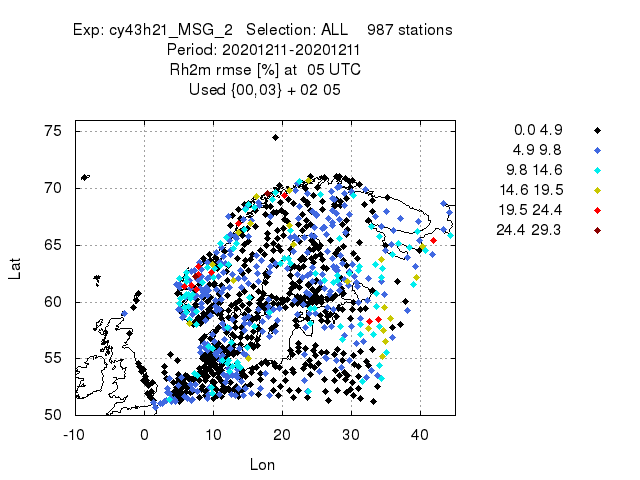 Exp: cy43h21_MSG_2 Selection: ALL 987 stations
Period: 20201211-20201211
Rh2m rmse [%] at 05 UTC
Used {00,03} + 02 05
0.0 4.9
4.9 9.8
9.8 14.6
14.6 19.5
19.5 24.4
24.4 29.3
75
70
65
60
55
50
Lat
-10 0 10 20 30 40
Lon